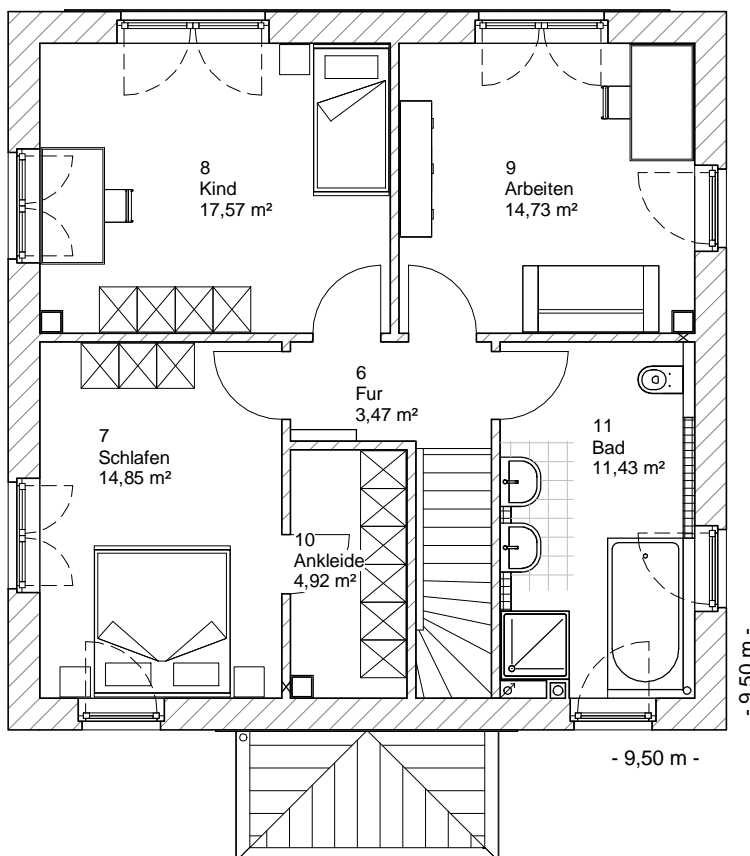 8
Kind
17,57 m²
9
Arbeiten
14,73 m²
6
Fur
3,47 m²
7
Schlafen
14,85 m²
11
Bad
11,43 m²
10
Ankleide
4,92 m²
- 9,50 m -
- 9,50 m -